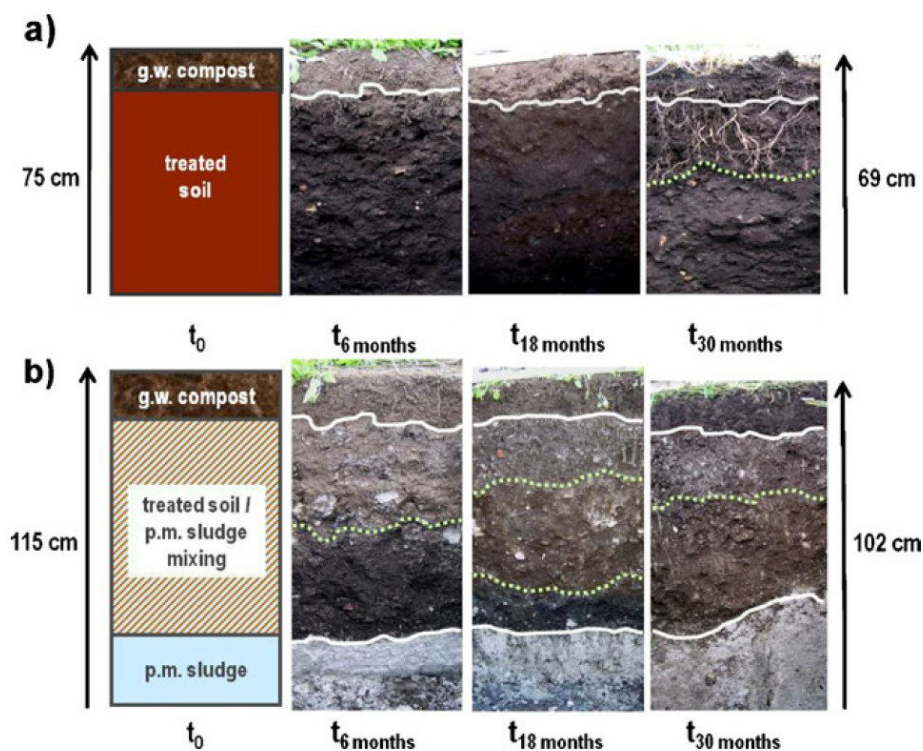 a)
g.w. compost
treated
soil
75 cm
69 cm
t0
t6 months
t18 months
t30 months
b)
g.w. compost
treated soil /
p.m. sludge
mixing
115 cm
102 cm
p.m. sludge
t0
t6 months
t18 months
t30 months